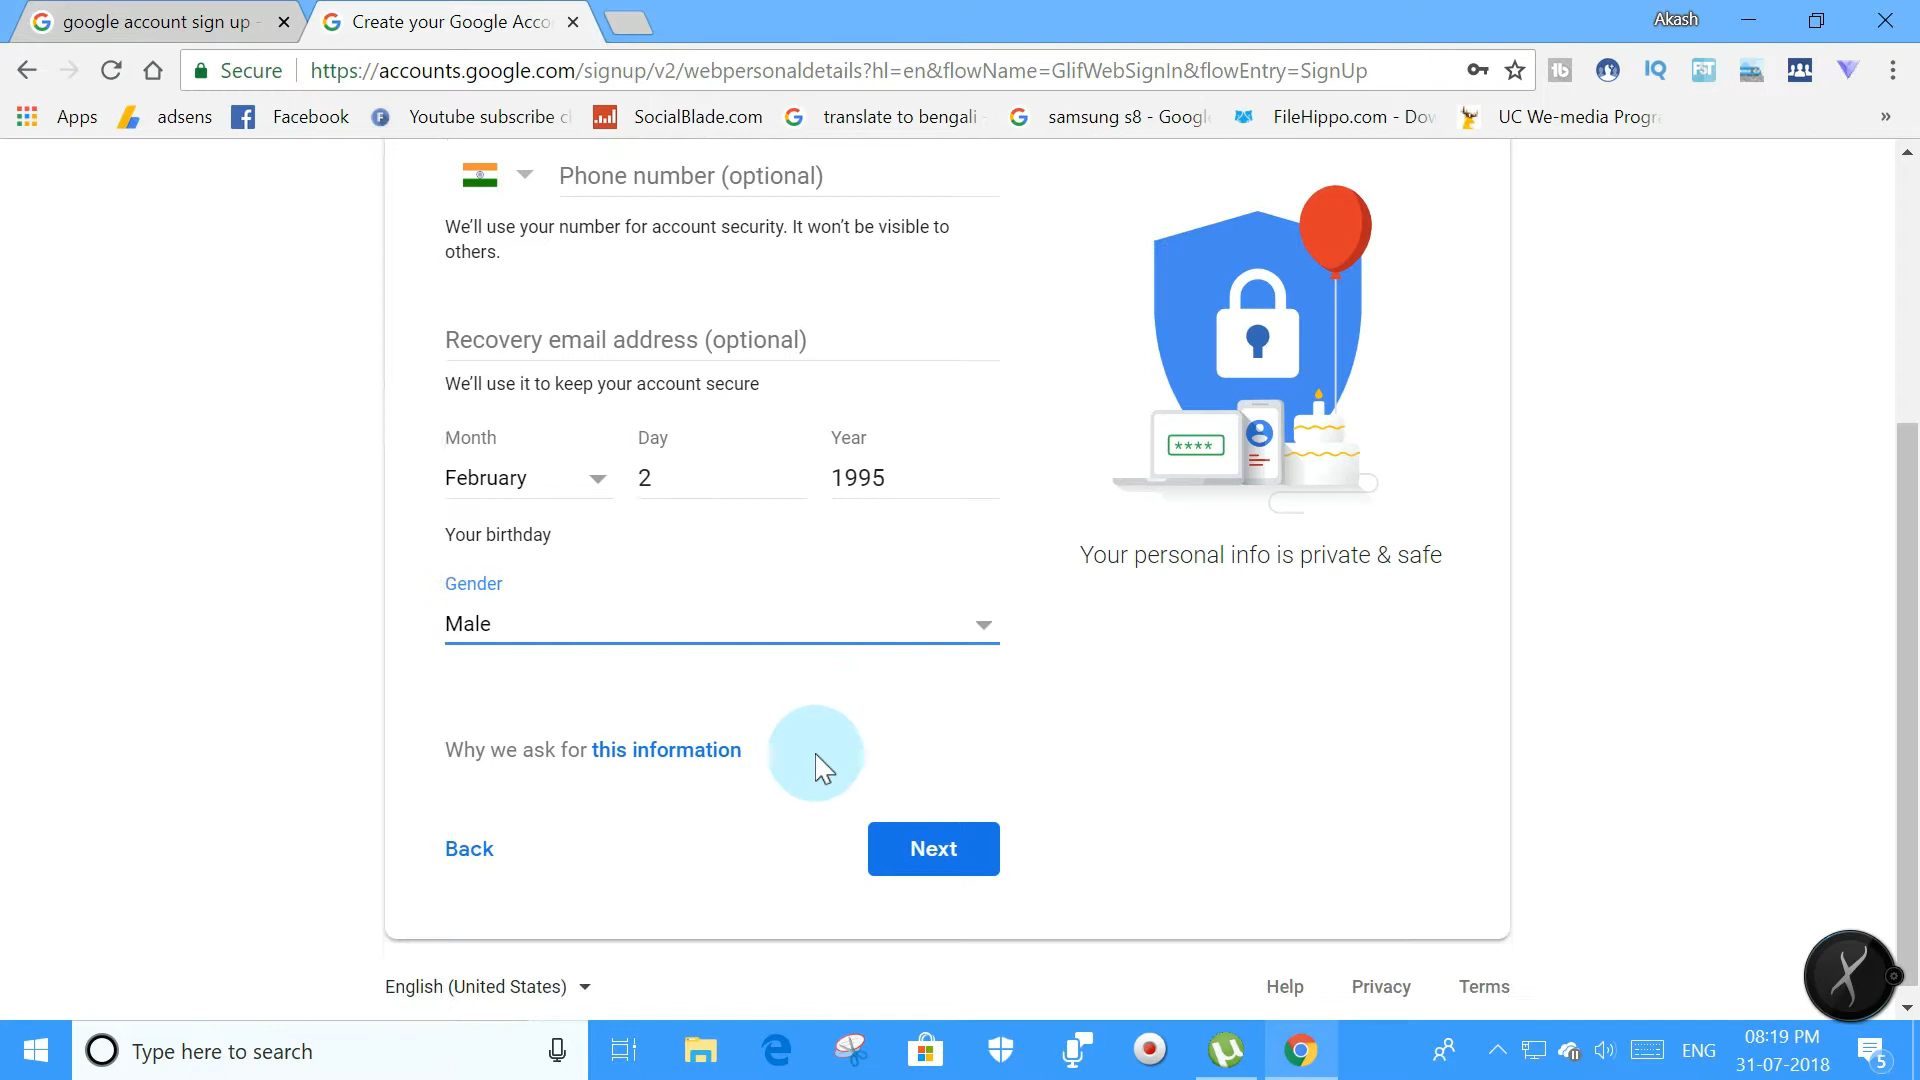 google account sign up -
Create your Google Acco
Akash
Secure
https://accounts.google.com/signup/v2/webpersonaldetails?hl=en&flowName=GlifWebSignIn&flowEntry=SignUp
Apps
adsens
Facebook
Youtube subscribe
SocialBlade.com
translate to bengali -
samsung s8 - Googl
FileHippo.com - Dow
UC We-media Progr
»
Phone number (optional)
We'll use your number for account security. It won't be visible to
others.
Recovery email address (optional)
We'll use it to keep your account secure
Month
Day
Year
February
2
1995
Your birthday
Gender
Male
Why we ask for this information
Back
Next
****
Your personal info is private & safe
English (United States)
Help
Privacy
Terms
Type here to search
ENG
08:19 PM
31-07-2018
5